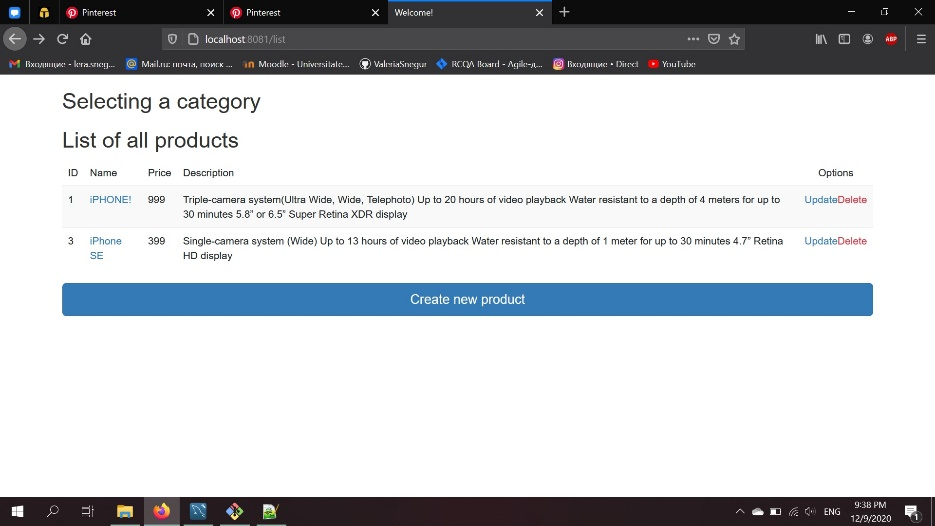 Pinterest
Pinterest
Welcome!
localhost:8081/list
ABP
Входящие - lera.sneg...
Mail.ru: почта, поиск ...
Moodle - Universitate...
ValeriaSnegur
RCQA Board - Agile-д...
Входящие • Direct
YouTube
Selecting a category
List of all products
ID Name Price Description Options
1 iPHONE! 999 Triple-camera system(Ultra Wide, Wide, Telephoto) Up to 20 hours of video playback Water resistant to a depth of 4 meters for up to UpdateDelete
30 minutes 5.8” or 6.5” Super Retina XDR display
3 iPhone 399 Single-camera system (Wide) Up to 13 hours of video playback Water resistant to a depth of 1 meter for up to 30 minutes 4.7” Retina UpdateDelete
SE HD display
Create new product
ENG
9:38 PM
12/9/2020
1